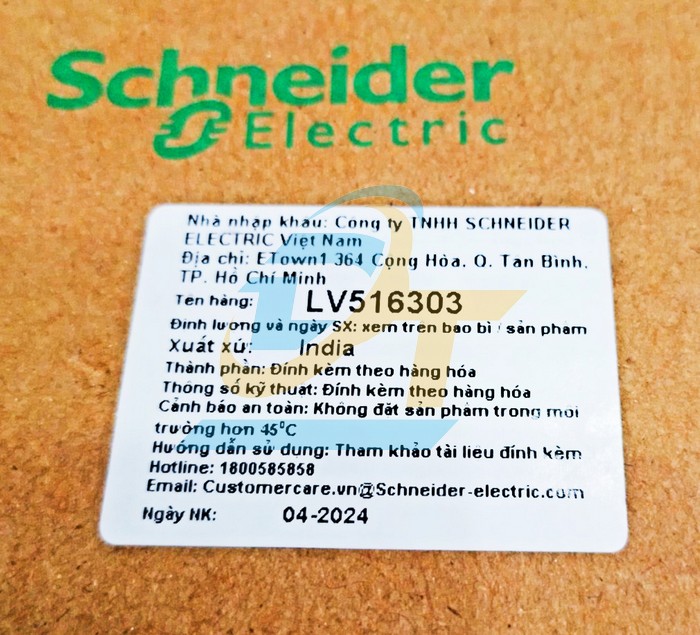 Schneider
Electric
Nhà nhập khẩu: Công ty TNHH SCHNEIDER
ELECTRIC Việt Nam
Địa chỉ: ETown1 364 Cộng Hòa, Q. Tân Bình,
TP. Hồ Chí Minh
Tên hàng: LV516303
Định lượng và ngày SX: xem trên bao bì / sản phẩm
Xuất xứ: India
Thành phần: Đính kèm theo hàng hóa
Thông số kỹ thuật: Đính kèm theo hàng hóa
Cảnh báo an toàn: Không đặt sản phẩm trong môi
trường hơn 45⁰C
Hướng dẫn sử dụng: Tham khảo tài liệu đính kèm
Hotline: 1800585858
Email: Customercare.vn@Schneider-electric.com
Ngày NK: 04-2024